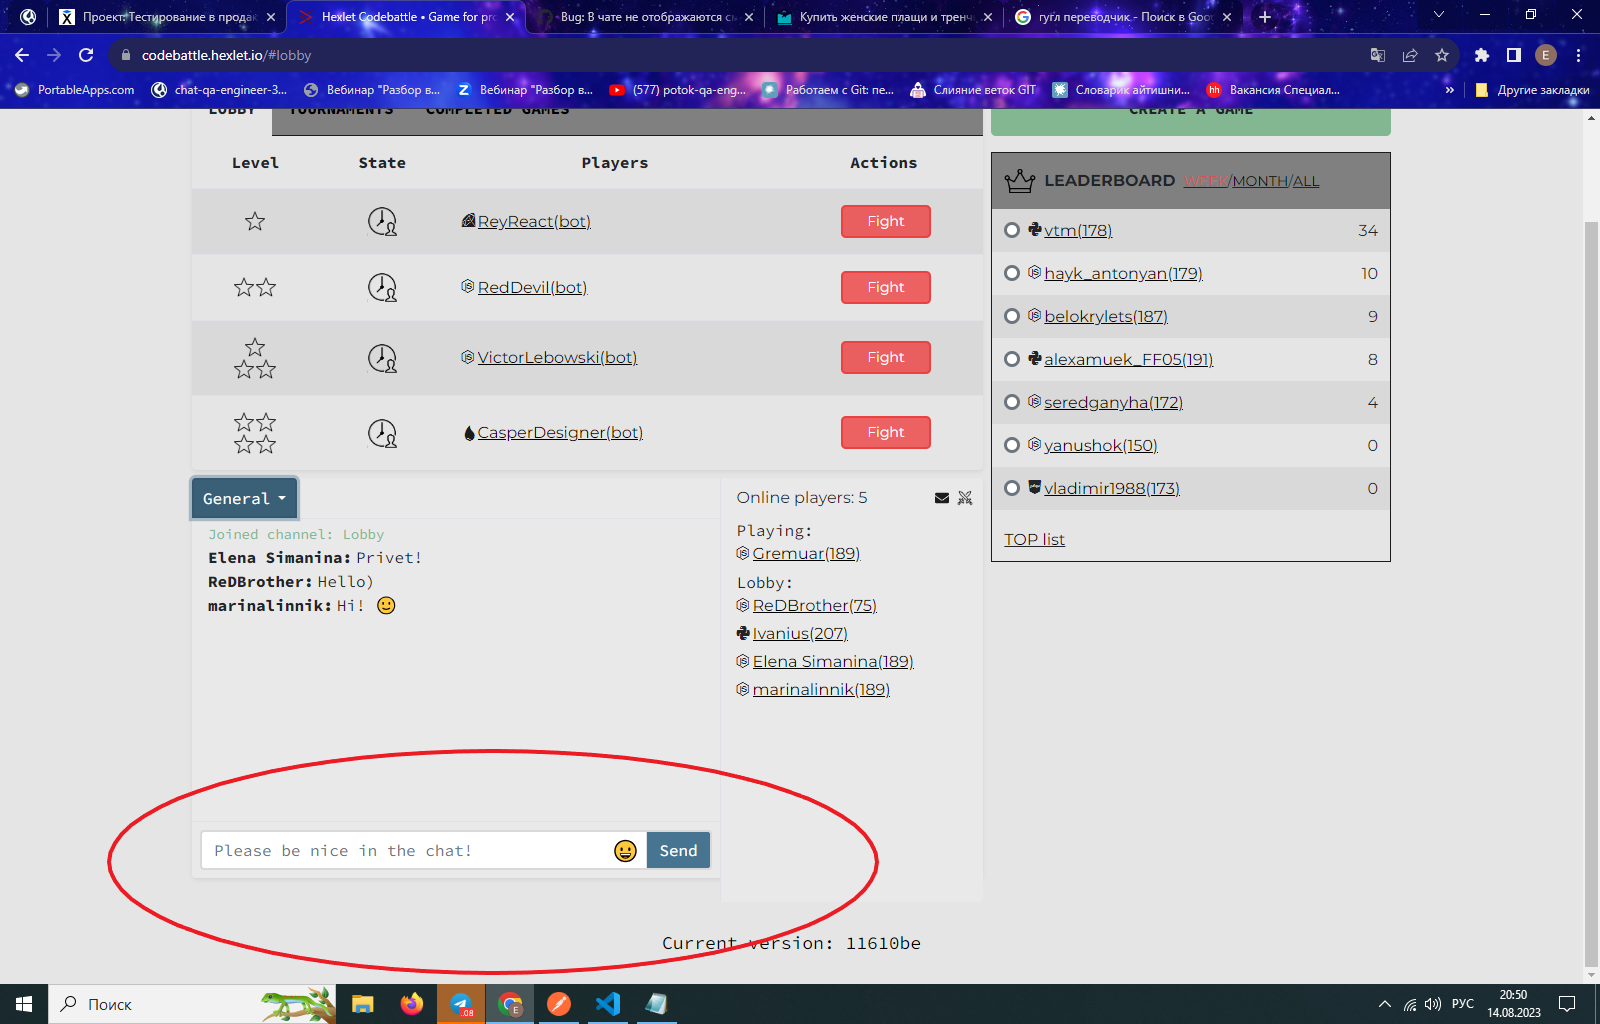 Проект: Тестирование в прода
Hexlet Codebattle • Game for pr
Bug: В чате не отображаются с
Купить женские плащи и тренч
гугл переводчик - Поиск в Goo
codebattle.hexlet.io/#lobby
E
PortableApps.com
chat-qa-engineer-3...
Вебинар "Разбор в...
Вебинар "Разбор в...
(577) potok-qa-eng...
Работаем с Git: пе...
Слияние веток GIT
Словарик айтишни...
hh
Вакансия Специал...
»
Другие закладки
LOBBY
TOURNAMENTS
COMPLETED GAMES
CREATE A GAME
Level
State
Players
Actions
ReyReact(bot)
Fight
RedDevil(bot)
Fight
VictorLebowski(bot)
Fight
CasperDesigner(bot)
Fight
LEADERBOARD WEEK/MONTH/ALL
vtm(178) 34
hayk_antonyan(179) 10
belokrylets(187) 9
alexamuek_FF05(191) 8
seredganyha(172) 4
yanushok(150) 0
vladimir1988(173) 0
TOP list
General
Joined channel: Lobby
Elena Simanina: Privet!
ReDBrother: Hello)
marinalinnik: Hi!
Please be nice in the chat!
Send
Online players: 5
Playing:
Gremuar(189)
Lobby:
ReDBrother(75)
Ivanius(207)
Elena Simanina(189)
marinalinnik(189)
Current version: 11610be
Поиск
РУС
20:50
14.08.2023